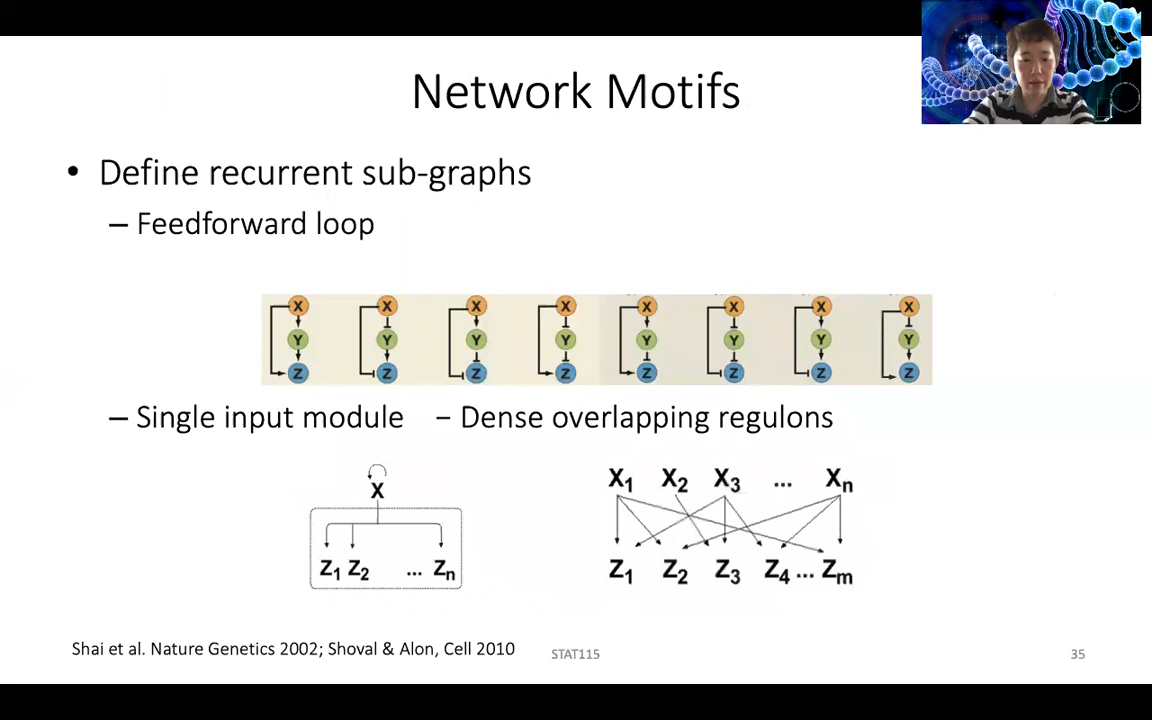 Network Motifs
• Define recurrent sub-graphs
– Feedforward loop
X X X X X X X X
Y Y Y Y Y Y Y Y
Z Z Z Z Z Z Z Z
– Single input module – Dense overlapping regulons
X
Z1 Z2 ... Zn
X1 X2 X3 ... Xn
Z1 Z2 Z3 Z4 ... Zm
Shai et al. Nature Genetics 2002; Shoval & Alon, Cell 2010
STAT115
35